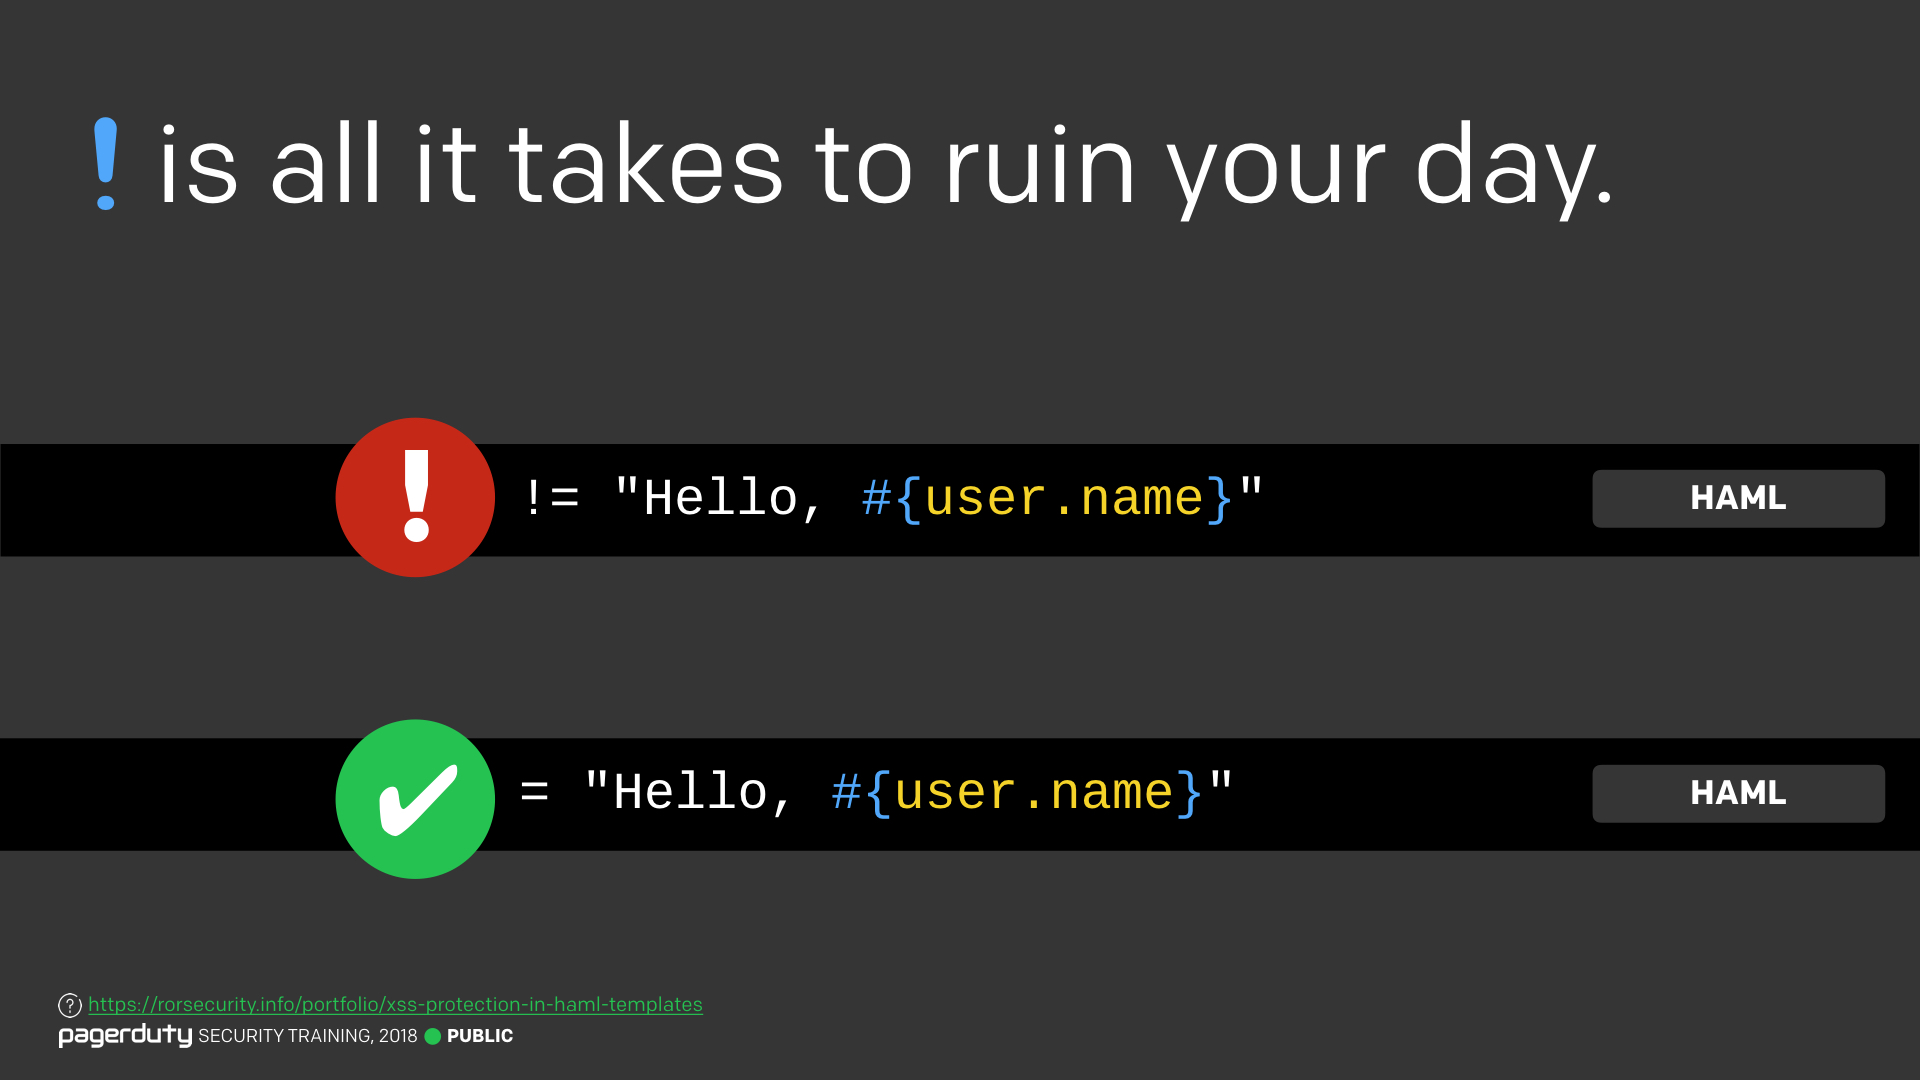 ! is all it takes to ruin your day.
!
!= "Hello, #{user.name}"
HAML
✔
= "Hello, #{user.name}"
HAML
? https://rorsecurity.info/portfolio/xss-protection-in-haml-templates
pagerduty SECURITY TRAINING, 2018 PUBLIC